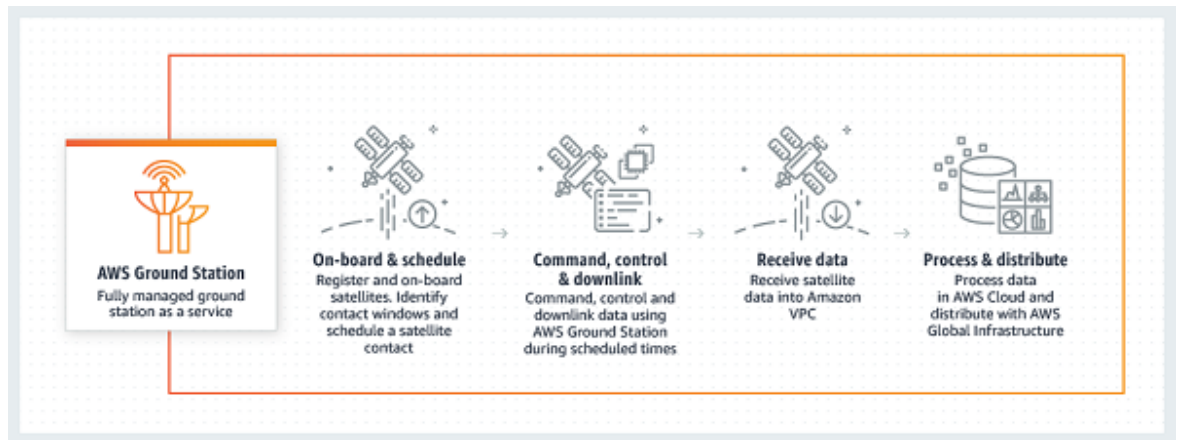 AWS Ground Station
Fully managed ground
station as a service
On-board & schedule
Register and on-board
satellites. Identify
contact windows and
schedule a satellite
contact
Command, control
& downlink
Command, control and
downlink data using
AWS Ground Station
during scheduled times
Receive data
Receive satellite
data into Amazon
VPC
Process & distribute
Process data
in AWS Cloud and
distribute with AWS
Global Infrastructure